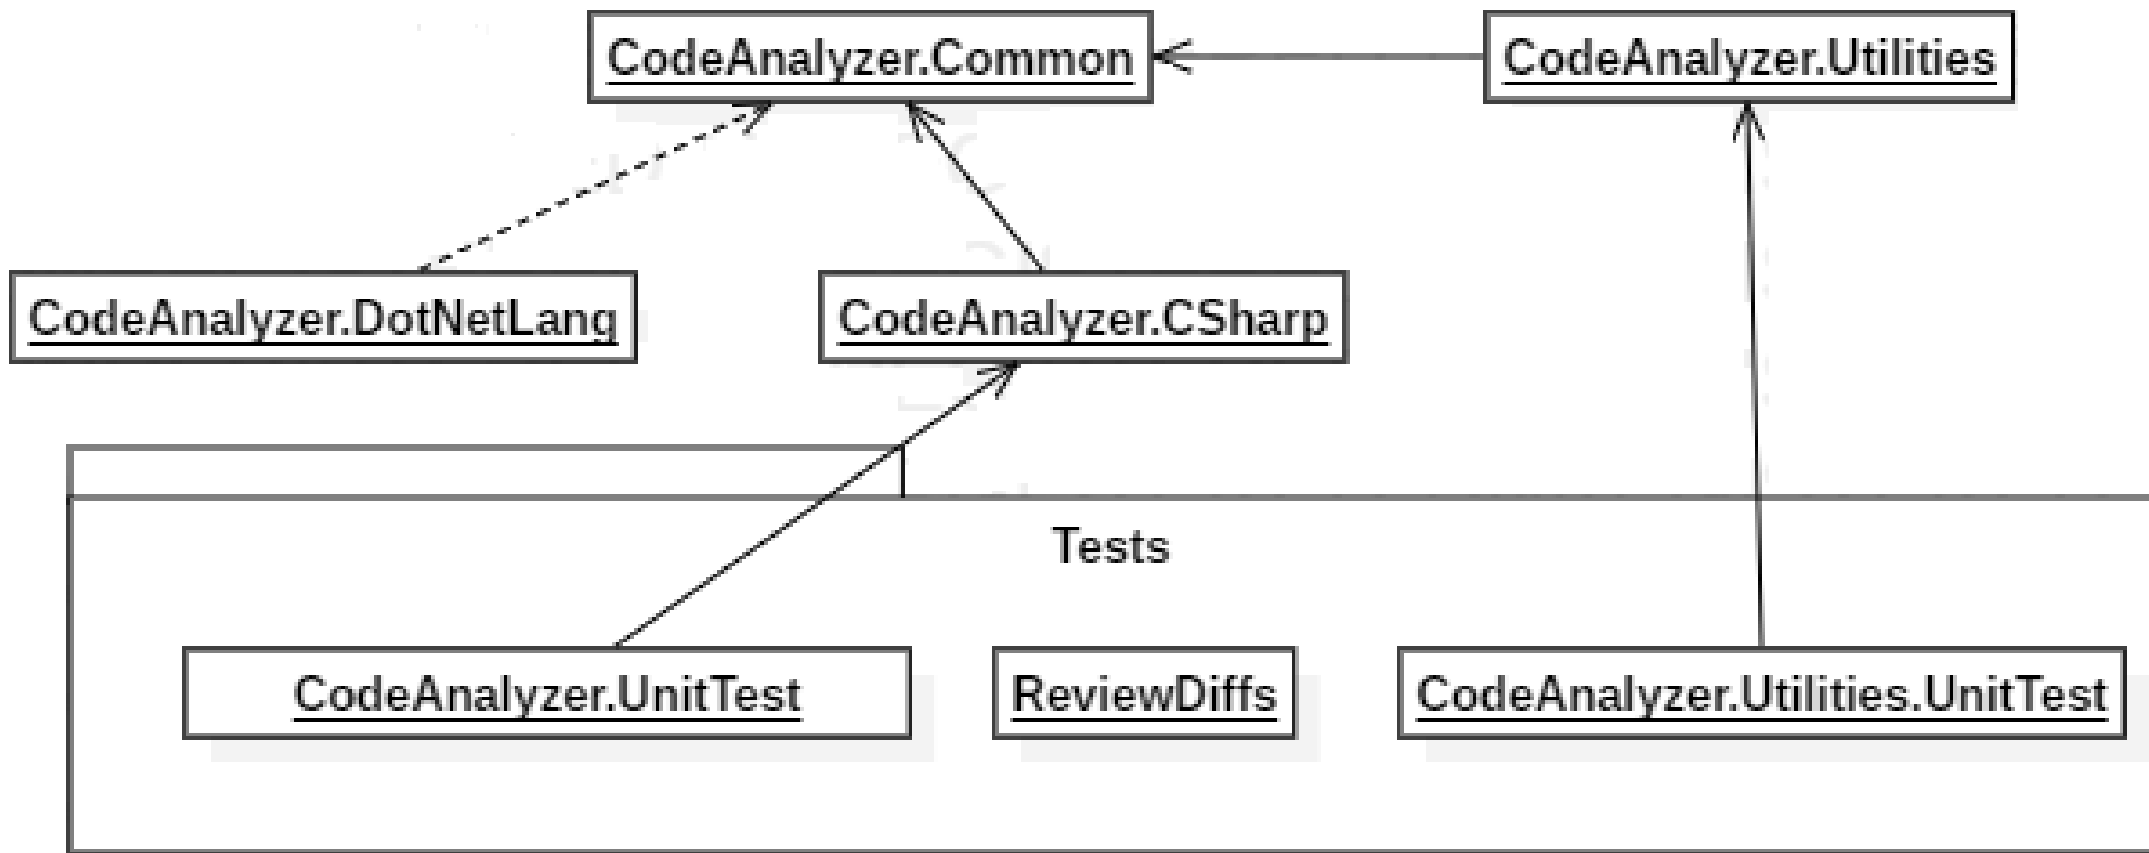 CodeAnalyzer.Common
CodeAnalyzer.Utilities
CodeAnalyzer.DotNetLang
CodeAnalyzer.CSharp
Tests
CodeAnalyzer.UnitTest
ReviewDiffs
CodeAnalyzer.Utilities.UnitTest